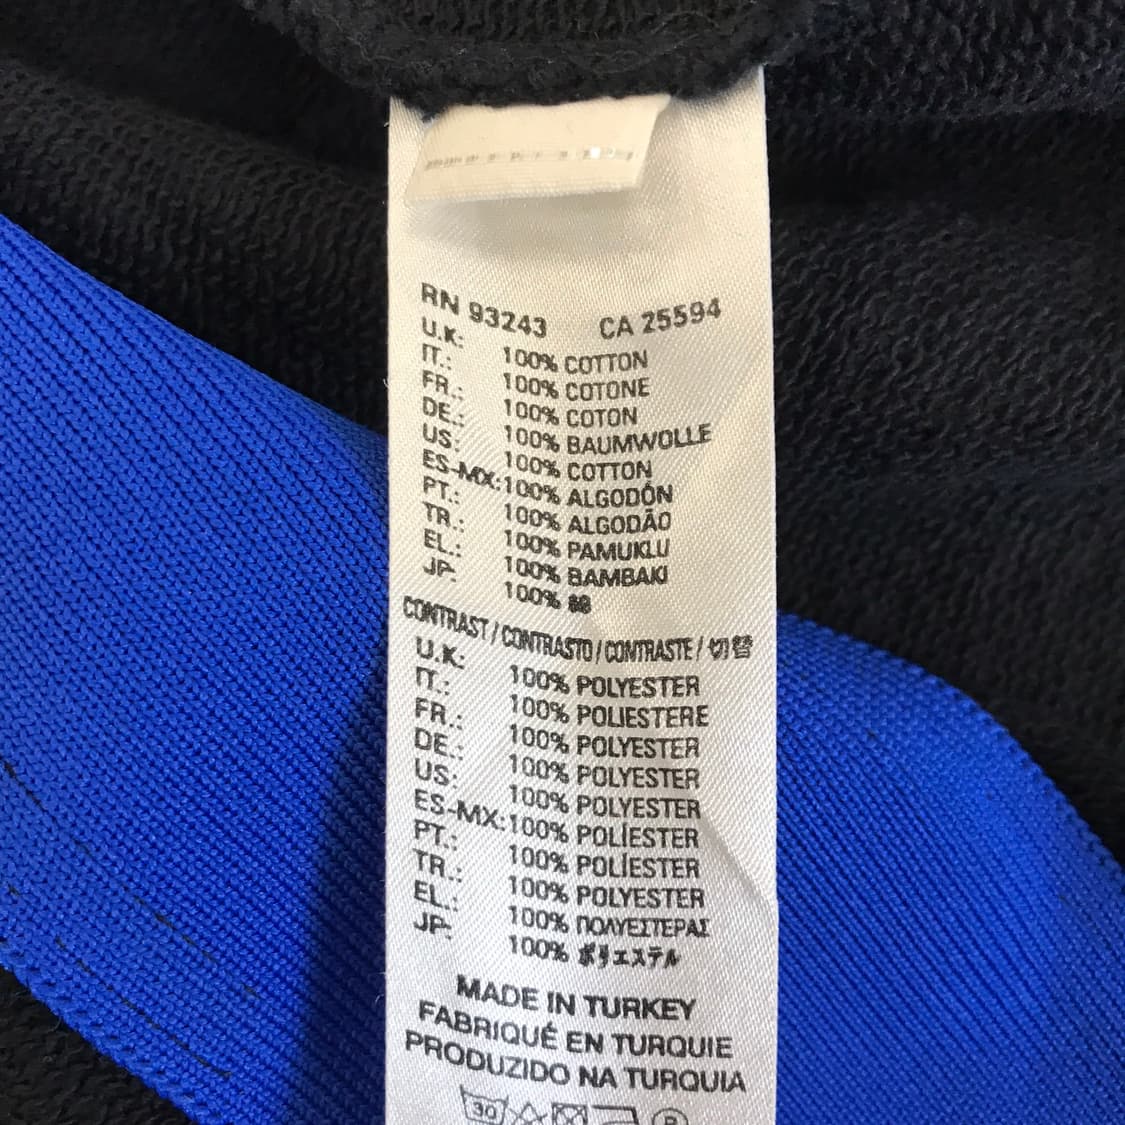 RN 93243 CA 25594
U.K: 100% COTTON
IT.: 100% COTONE
FR.: 100% COTON
DE.: 100% BAUMWOLLE
US: 100% COTTON
ES-MX: 100% ALGODÓN
PT.: 100% ALGODÃO
TR.: 100% PAMUKLU
EL.: 100% BAMBAKI
JP: 100% 綿
CONTRAST / CONTRASTO / CONTRASTE / 切替
U.K: 100% POLYESTER
IT.: 100% POLIESTERE
FR.: 100% POLYESTER
DE.: 100% POLYESTER
US: 100% POLYESTER
ES-MX: 100% POLÍESTER
PT.: 100% POLÍESTER
TR.: 100% POLYESTER
EL.: 100% ΠΟΛΥΕΣΤΕΡΑΣ
JP: 100% ポリエステル
MADE IN TURKEY
FABRIQUÉ EN TURQUIE
PRODUZIDO NA TURQUIA
30 P